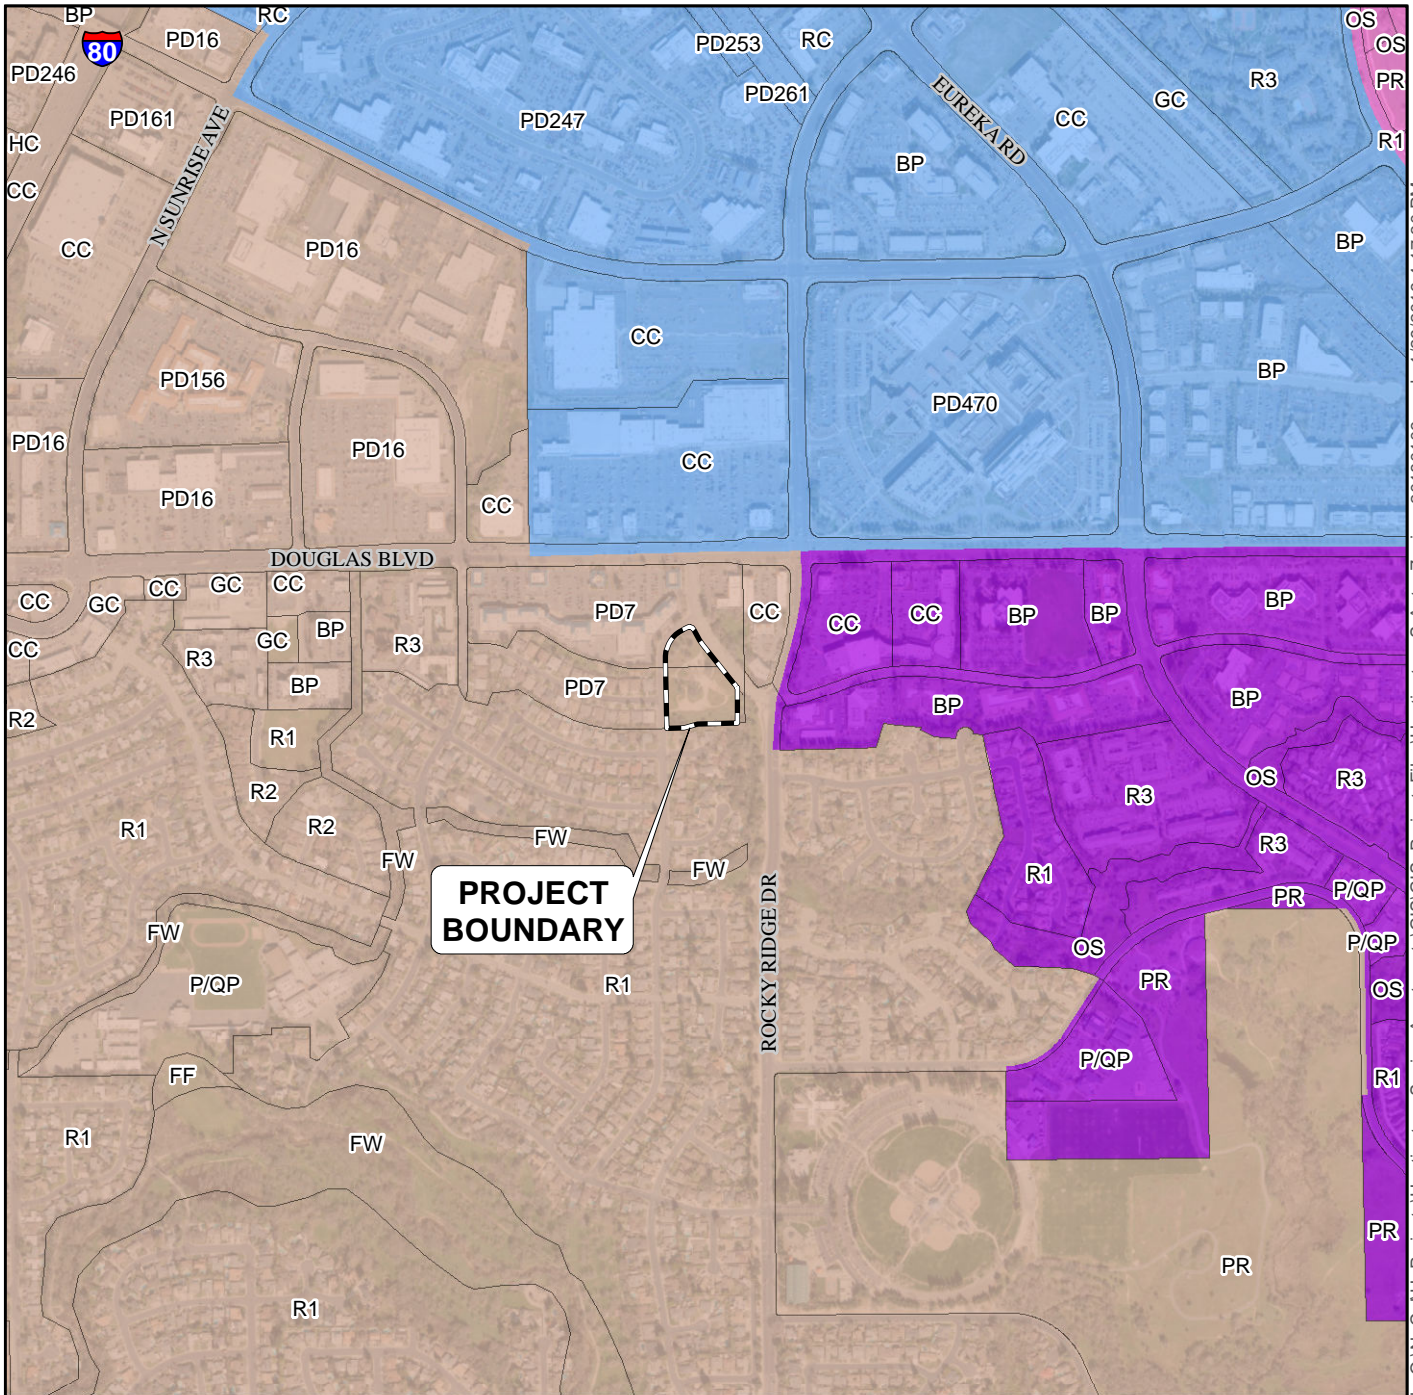 BP
RC
80
PD16
PD253
RC
OS
OS
PD246
PD261
R3
PR
GC
PD161
PD247
CC
EUREKA RD
HC
R1
BP
CC
N SUNRISE AVE
CC
PD16
BP
CC
PD156
BP
PD470
PD16
PD16
CC
PD16
CC
DOUGLAS BLVD
CC
GC
CC
GC
CC
PD7
CC
CC
CC
BP
BP
BP
CC
GC
BP
R3
R3
BP
PD7
BP
BP
R2
R1
R2
R3
OS
R3
R1
R2
FW
FW
FW
R3
R1
PR
P/QP
PROJECT
BOUNDARY
ROCKY RIDGE DR
FW
P/QP
OS
P/QP
R1
PR
OS
P/QP
FF
R1
R1
FW
PR
PR
R1